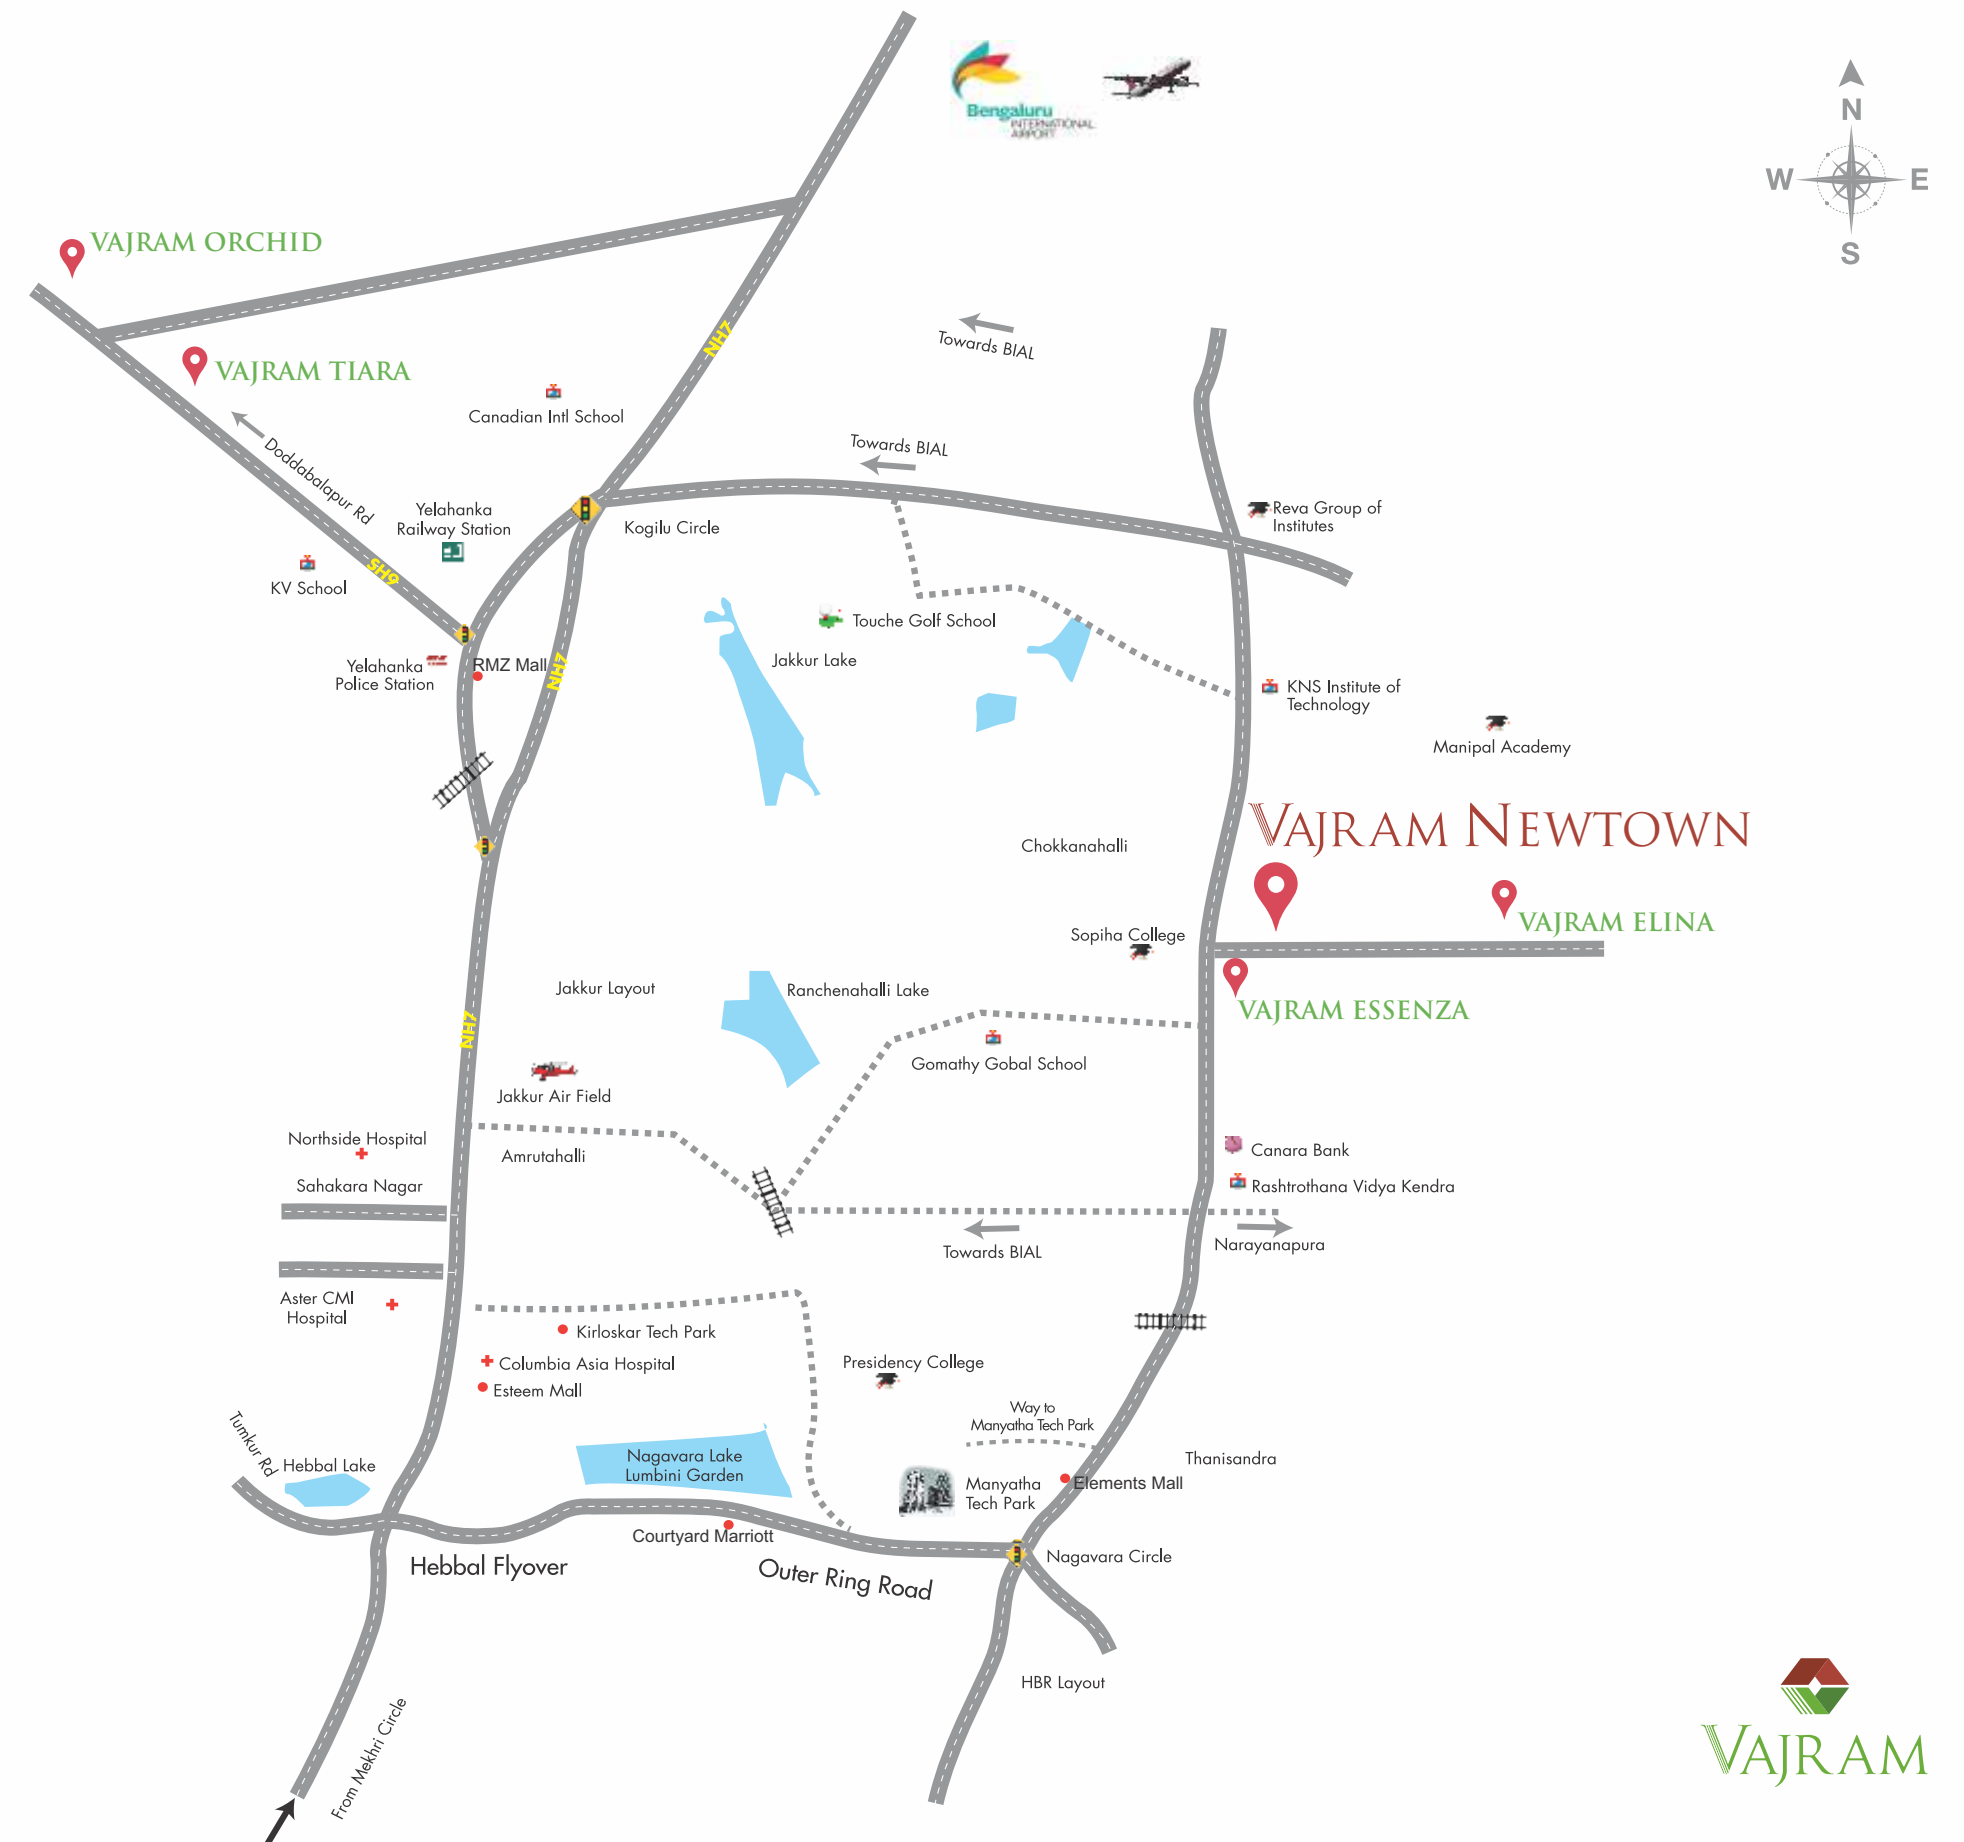 Bengaluru
INTERNATIONAL
AIRPORT
N
W
E
S
VAJRAM ORCHID
VAJRAM TIARA
NH7
Towards BIAL
Canadian Intl School
Towards BIAL
Doddabalapur Rd
Yelahanka
Railway Station
Kogilu Circle
Reva Group of
Institutes
SH9
KV School
Touche Golf School
Jakkur Lake
Yelahanka
Police Station
RMZ Mall
NH7
KNS Institute of
Technology
Manipal Academy
VAJRAM NEWTOWN
Chokkanahalli
Sopiha College
VAJRAM ELINA
VAJRAM ESSENZA
Jakkur Layout
Ranchenahalli Lake
NH7
Gomathy Gobal School
Jakkur Air Field
Northside Hospital
Amrutahalli
Canara Bank
Sahakara Nagar
Rashtrothana Vidya Kendra
Towards BIAL
Narayanapura
Aster CMI
Hospital
Kirloskar Tech Park
Columbia Asia Hospital
Esteem Mall
Presidency College
Way to
Manyatha Tech Park
Tumkur Rd
Hebbal Lake
Nagavara Lake
Lumbini Garden
Thanisandra
Manyatha
Tech Park
Elements Mall
Courtyard Marriott
Hebbal Flyover
Outer Ring Road
Nagavara Circle
HBR Layout
From Mekhri Circle
VAJRAM